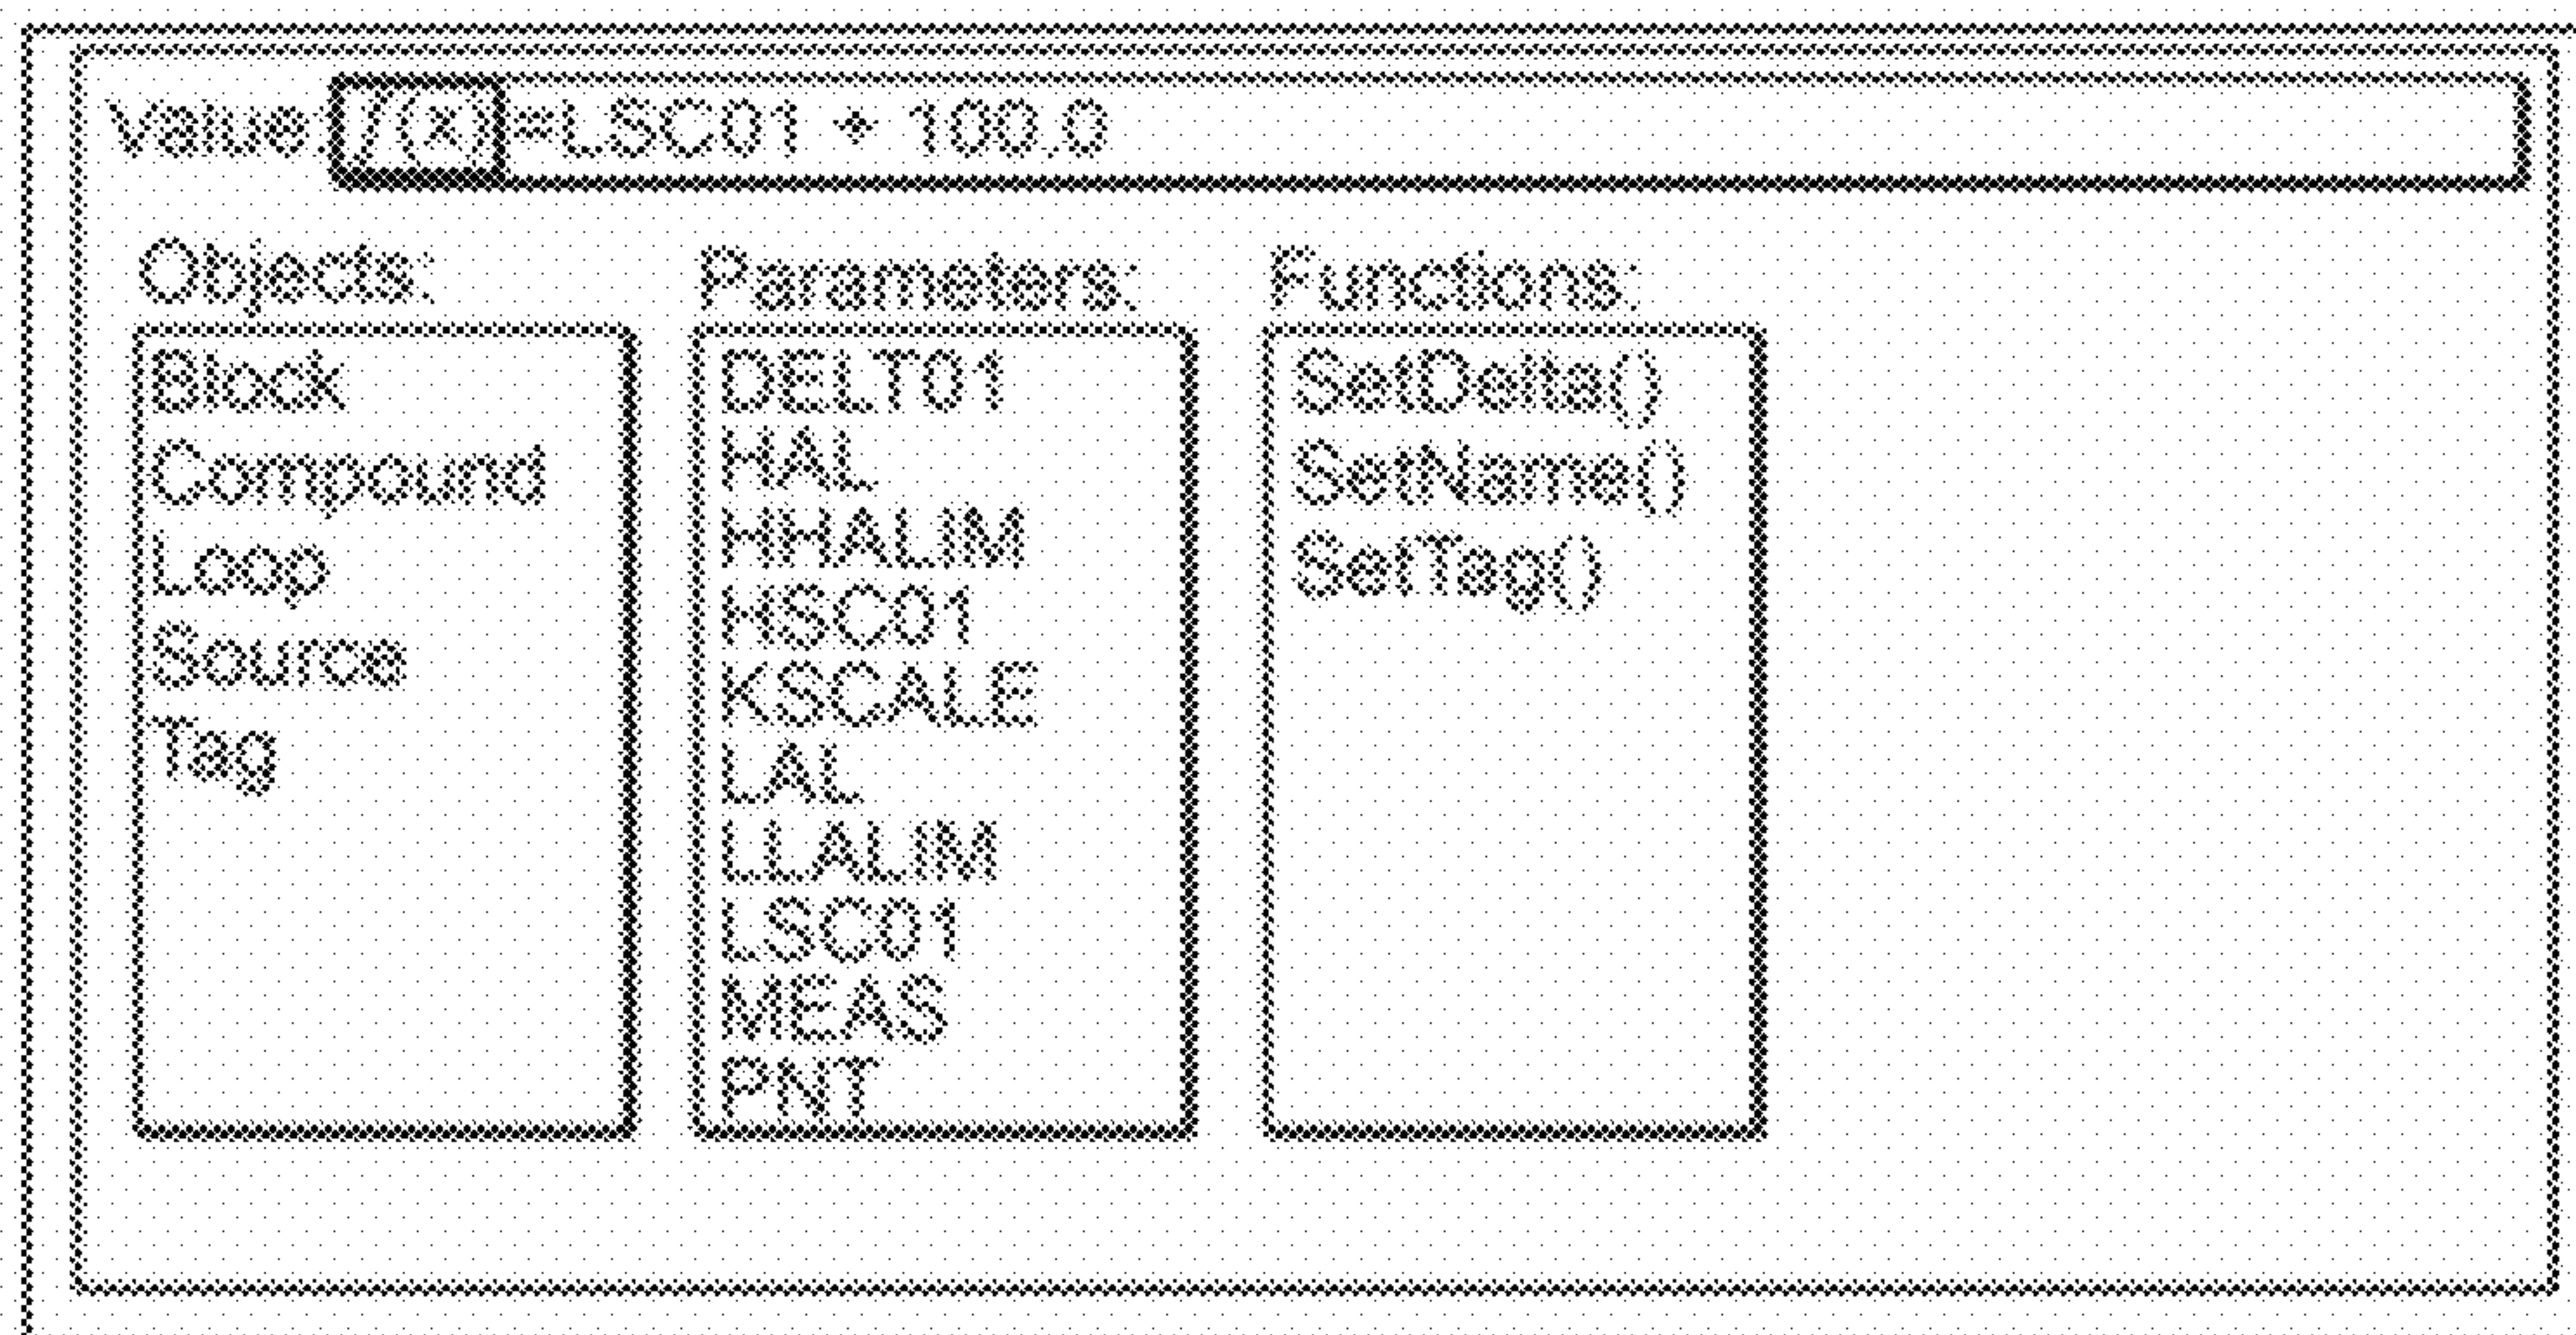 Value: f(x) =LSC01 + 100.0
Objects:
Block
Compound
Loop
Source
Tag
Parameters:
DELT01
HAL
HHALIM
HSC01
KSCALE
LAL
LLALIM
LSC01
MEAS
PNT
Functions:
SetDelta()
SetName()
SetTag()